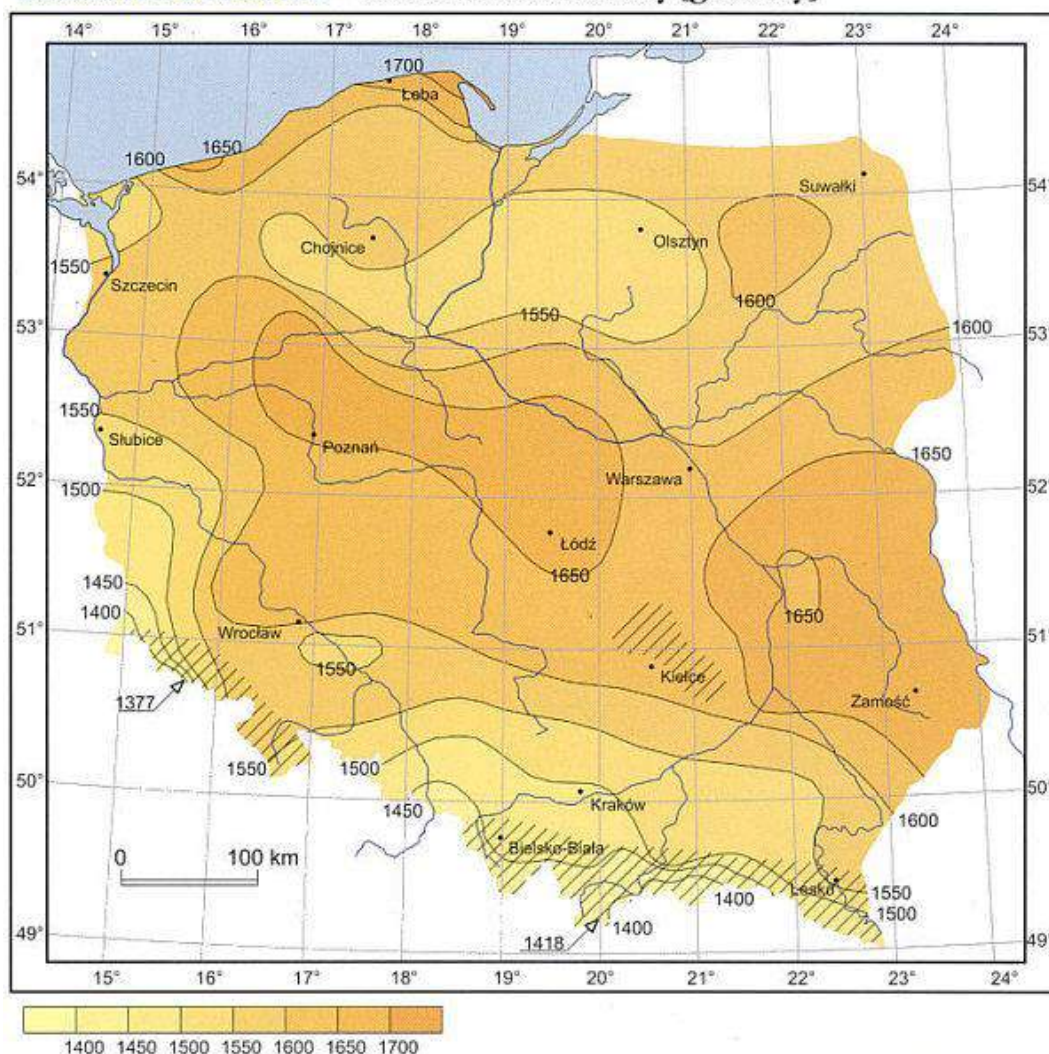 14° 15° 16° 17° 18° 19° 20° 21° 22° 23° 24°
1700
Łeba
1650
1600
54° 54°
Suwałki
Chojnice
Olsztyn
1550
Szczecin
1600
1550
1600
53° 53°
1550
Słubice
Poznań
1650
Warszawa
52° 52°
1500
Łódź
1650
1650
1450
1400
51° 51°
Wrocław
1550
Kielce
1377
Zamość
1550
1500
50° 50°
1450
Kraków
1600
0 100 km
Bielsko-Biała
Lesko
1550
1400
1500
1400
1418
49° 49°
15° 16° 17° 18° 19° 20° 21° 22° 23° 24°
1400 1450 1500 1550 1600 1650 1700